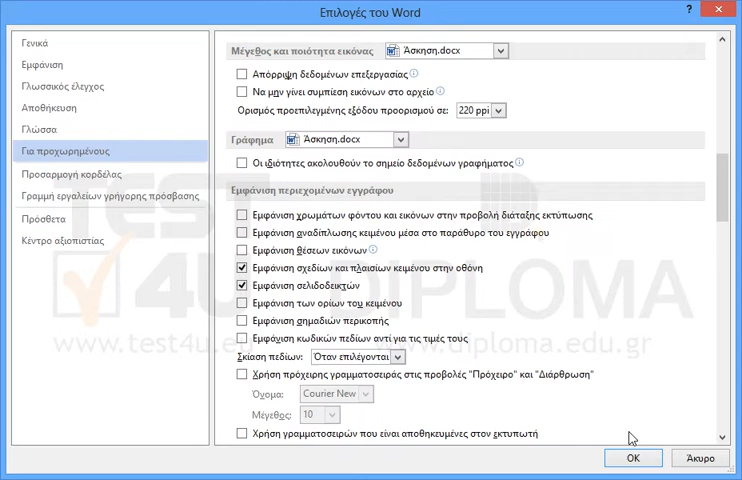 Επιλογές του Word
?
Γενικά
Εμφάνιση
Γλωσσικός έλεγχος
Αποθήκευση
Γλώσσα
Για προχωρημένους
Προσαρμογή κορδέλας
Γραμμή εργαλείων γρήγορης πρόσβασης
Πρόσθετα
Κέντρο αξιοπιστίας
Μέγεθος και ποιότητα εικόνας Άσκηση.docx
Απόρριψη δεδομένων επεξεργασίας
Να μην γίνει συμπίεση εικόνων στο αρχείο
Ορισμός προεπιλεγμένης εξόδου προορισμού σε: 220 ppi
Γράφημα Άσκηση.docx
Οι ιδιότητες ακολουθούν το σημείο δεδομένων γραφήματος
Εμφάνιση περιεχομένων εγγράφου
Εμφάνιση χρωμάτων φόντου και εικόνων στην προβολή διάταξης εκτύπωσης
Εμφάνιση αναδίπλωσης κειμένου μέσα στο παράθυρο του εγγράφου
Εμφάνιση θέσεων εικόνων
Εμφάνιση σχεδίων και πλαισίων κειμένου στην οθόνη
Εμφάνιση σελιδοδεικτών
Εμφάνιση των ορίων του κειμένου
Εμφάνιση σημαδιών περικοπής
Εμφάνιση κωδικών πεδίων αντί για τις τιμές τους
Σκίαση πεδίων: Όταν επιλέγονται
Χρήση πρόχειρης γραμματοσειράς στις προβολές "Πρόχειρο" και "Διάρθρωση"
Όνομα: Courier New
Μέγεθος: 10
Χρήση γραμματοσειρών που είναι αποθηκευμένες στον εκτυπωτή
OK Άκυρο
TEST
4U DIPLOMA
www.test4u.eu www.diploma.edu.gr